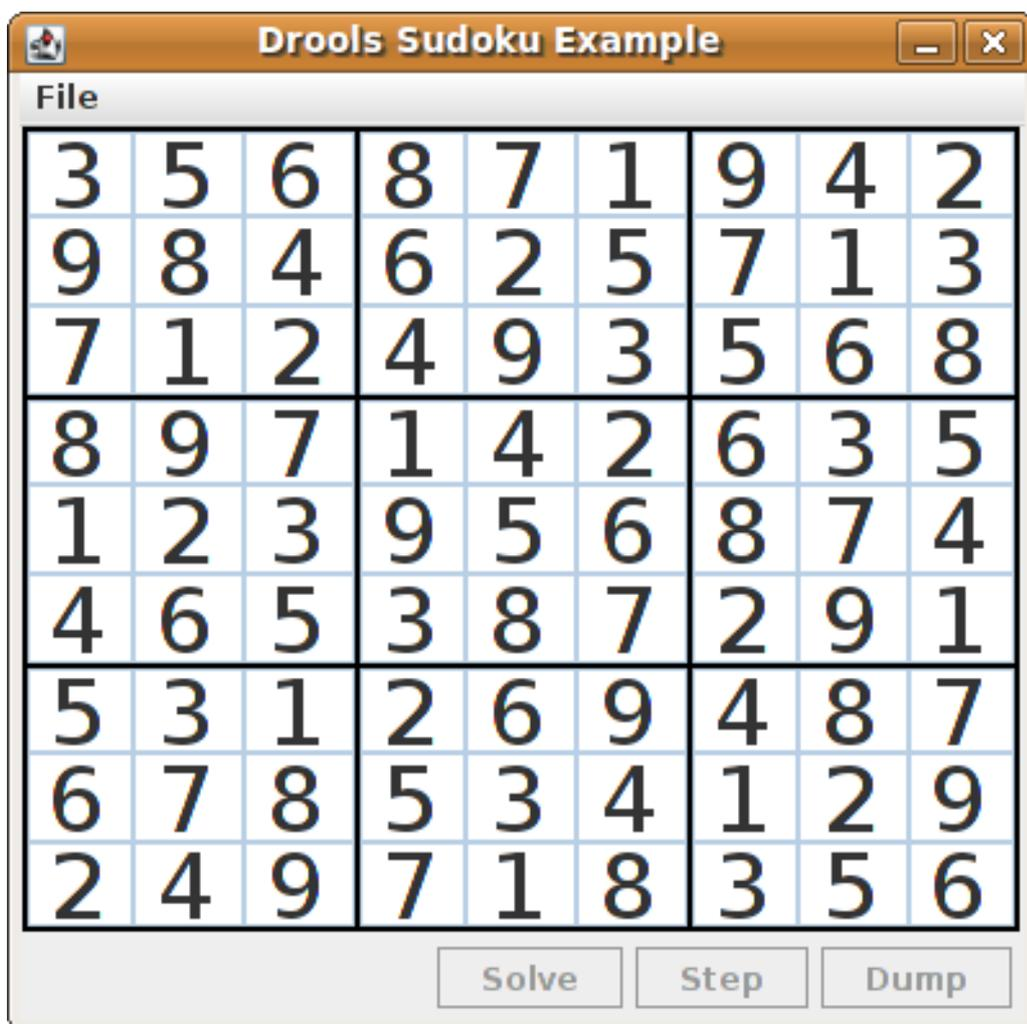 Drools Sudoku Example
File
3 5 6 8 7 1 9 4 2
9 8 4 6 2 5 7 1 3
7 1 2 4 9 3 5 6 8
8 9 7 1 4 2 6 3 5
1 2 3 9 5 6 8 7 4
4 6 5 3 8 7 2 9 1
5 3 1 2 6 9 4 8 7
6 7 8 5 3 4 1 2 9
2 4 9 7 1 8 3 5 6
Solve Step Dump